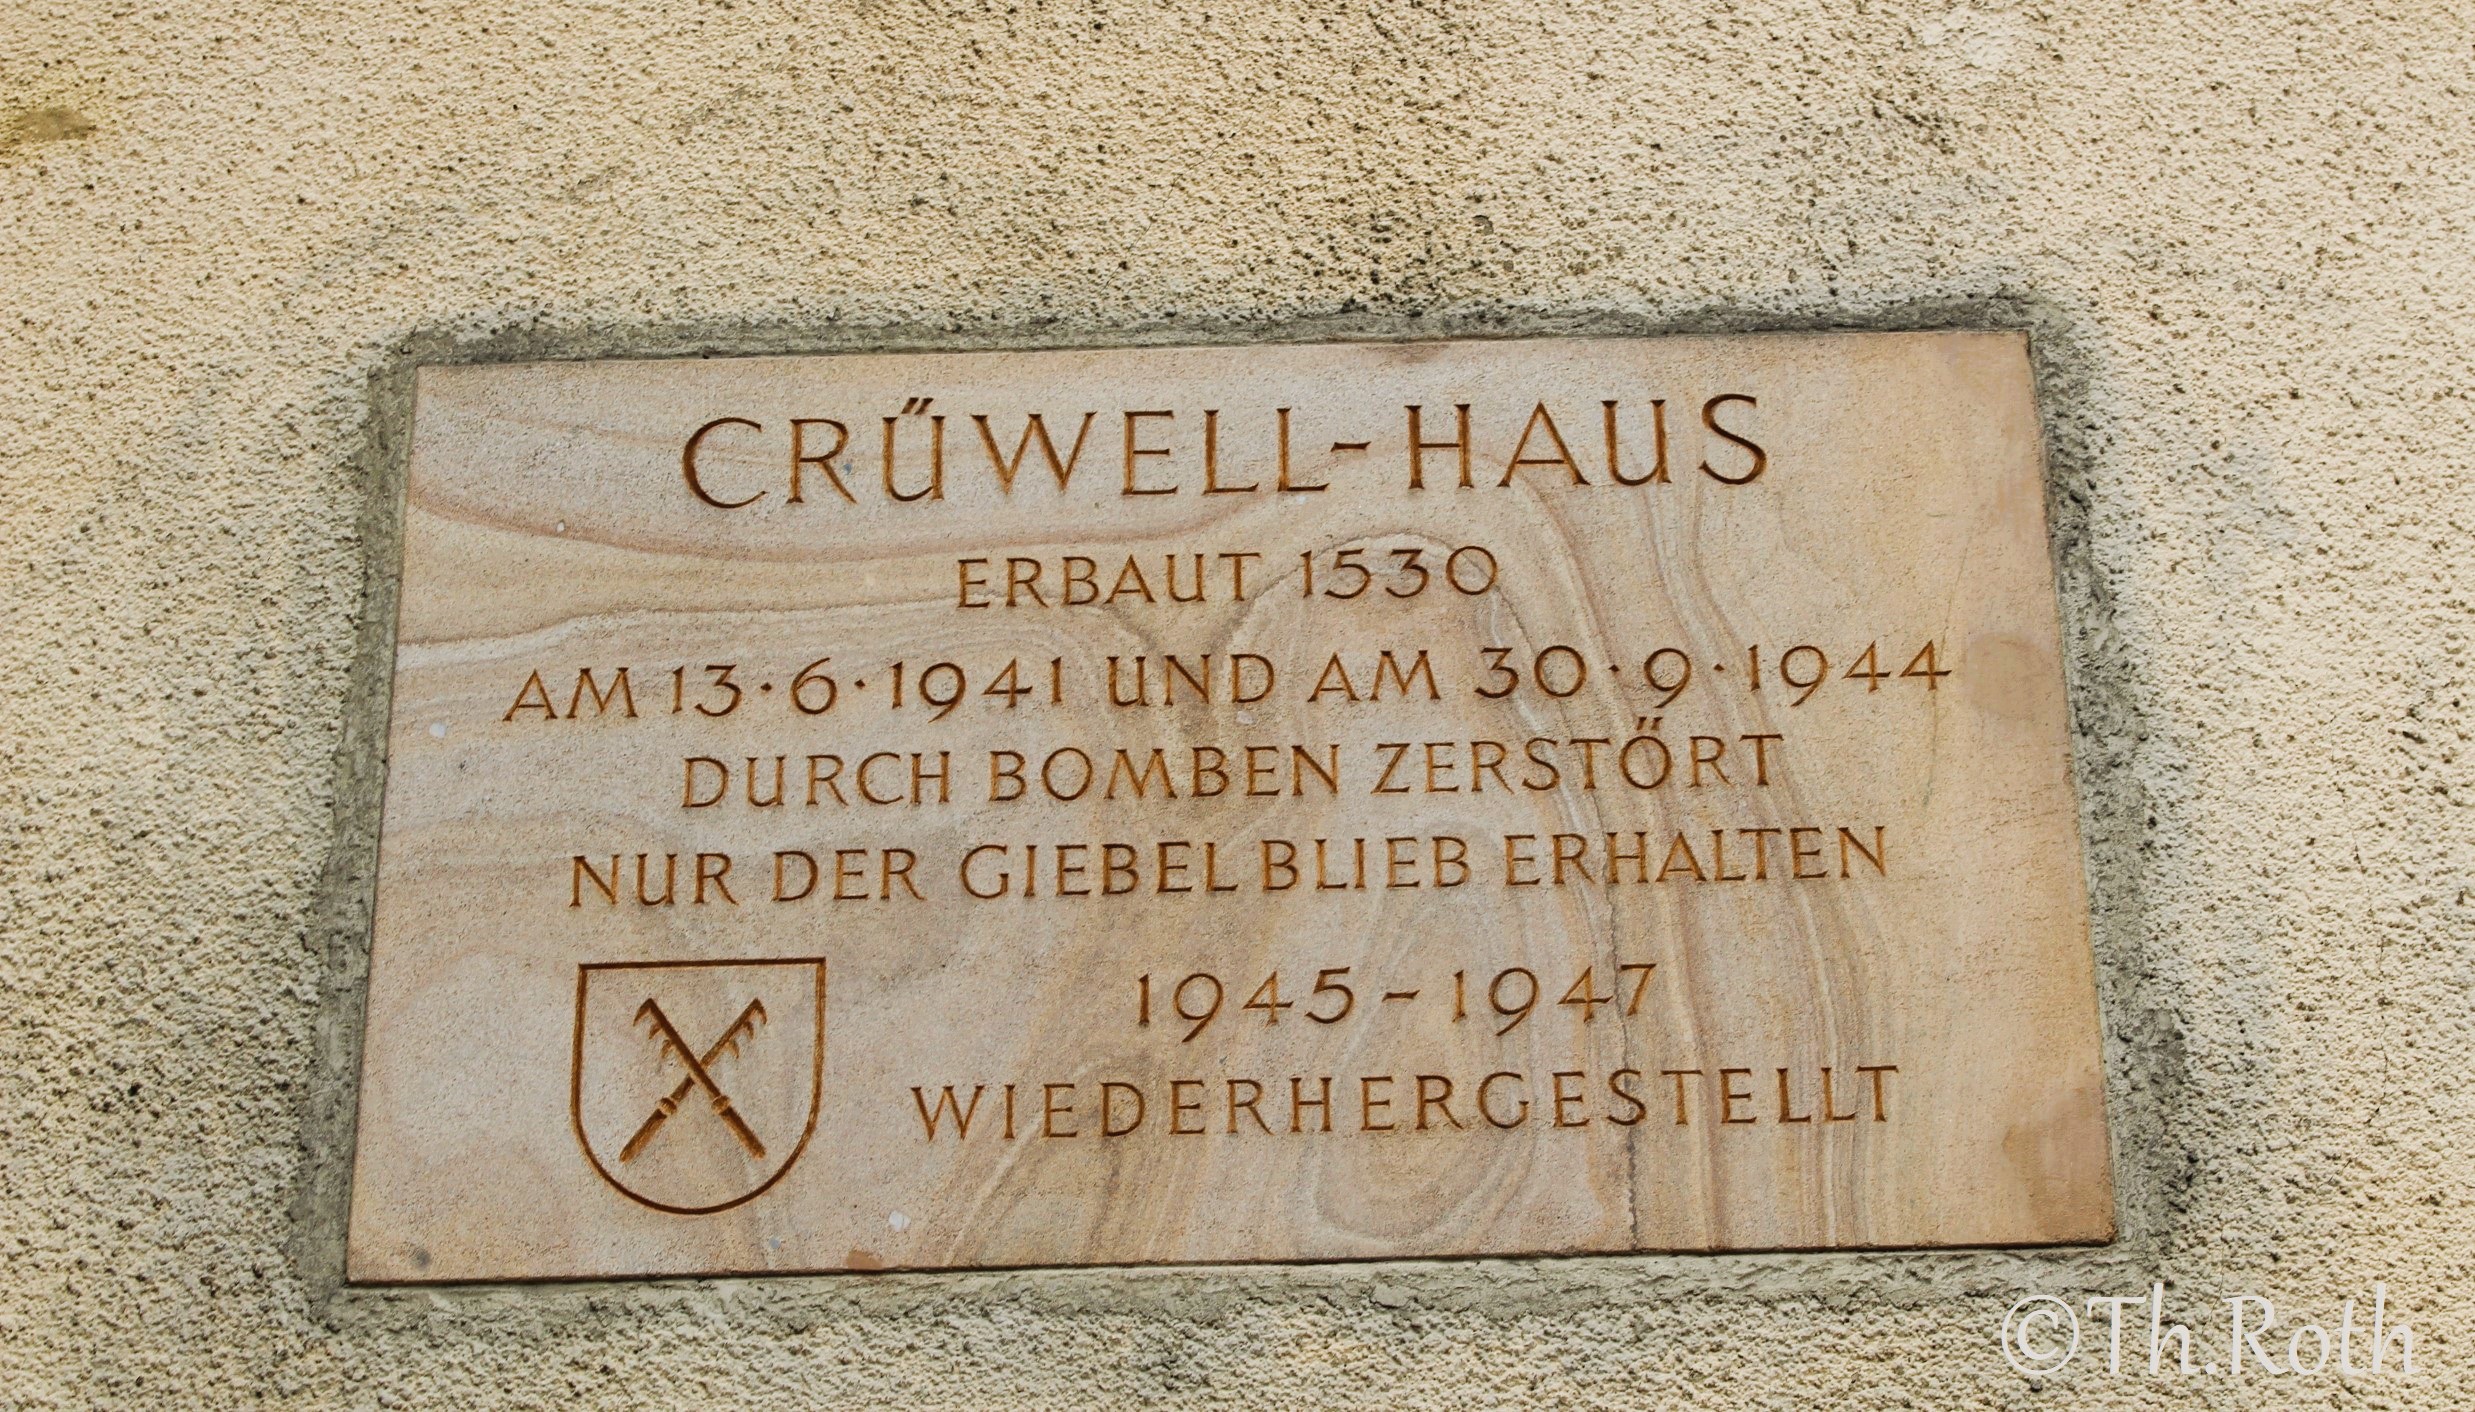 CRÜWELL-HAUS
ERBAUT 1530
AM 13·6·1941 UND AM 30·9·1944
DURCH BOMBEN ZERSTÖRT
NUR DER GIEBEL BLIEB ERHALTEN
1945-1947
WIEDERHERGESTELLT
©Th.Roth